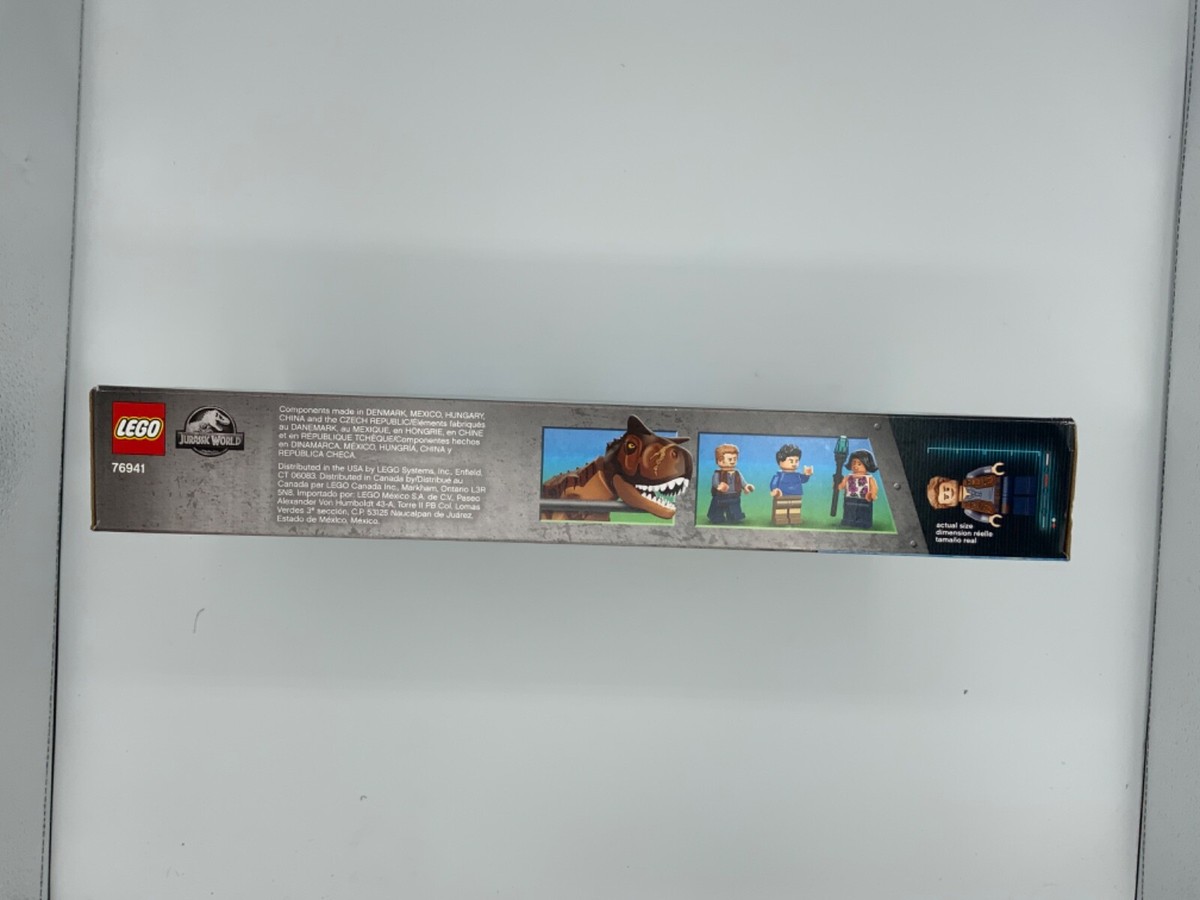 LEGO
JURASSIC WORLD
76941
Components made in DENMARK, MEXICO, HUNGARY,
CHINA and the CZECH REPUBLIC/Éléments fabriqués
au DANEMARK, au MEXIQUE, en HONGRIE, en CHINE
et en RÉPUBLIQUE TCHÈQUE/Componentes hechos
en DINAMARCA, MÉXICO, HUNGRÍA, CHINA y
REPÚBLICA CHECA.
Distributed in the USA by LEGO Systems, Inc., Enfield,
CT 06083. Distributed in Canada by/Distribué au
Canada par LEGO Canada Inc., Markham, Ontario L3R
5N8. Importado por: LEGO México S.A. de C.V., Paseo
Alexander Von Humboldt 43-A, Torre II PB Col. Lomas
Verdes 3ª sección, C.P. 53125 Naucalpan de Juárez,
Estado de México, México.
actual size
dimension réelle
tamaño real